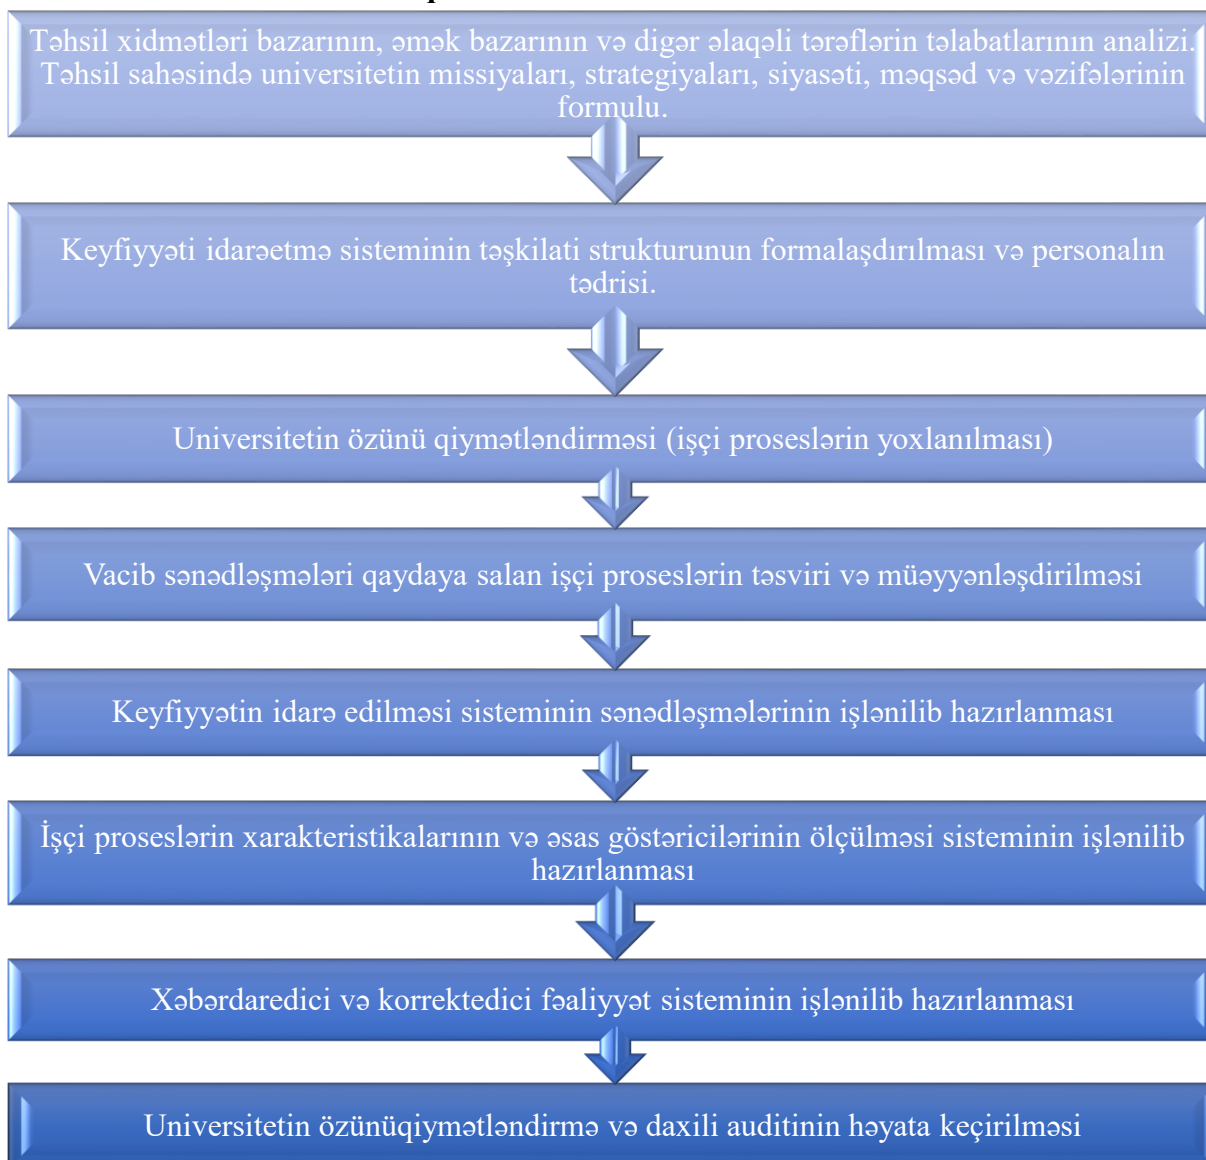 Təhsil xidmətləri bazarının, əmək bazarının və digər əlaqəli tərəflərin təlabatlarının analizi.
Təhsil sahəsində universitetin missiyaları, strategiyaları, siyasəti, məqsəd və vəzifələrinin
formulu.
Keyfiyyəti idarəetmə sisteminin təşkilati strukturunun formalaşdırılması və personalın
tədrisi.
Universitetin özünü qiymətləndirməsi (işçi proseslərin yoxlanılması)
Vacib sənədləşmələri qaydaya salan işçi proseslərin təsviri və müəyyənləşdirilməsi
Keyfiyyətin idarə edilməsi sisteminin sənədləşmələrinin işlənilib hazırlanması
İşçi proseslərin xarakteristikalarının və əsas göstəricilərinin ölçülməsi sisteminin işlənilib
hazırlanması
Xəbərdaredici və korrektedici fəaliyyət sisteminin işlənilib hazırlanması
Universitetin özünüqiymətləndirmə və daxili auditinin həyata keçirilməsi